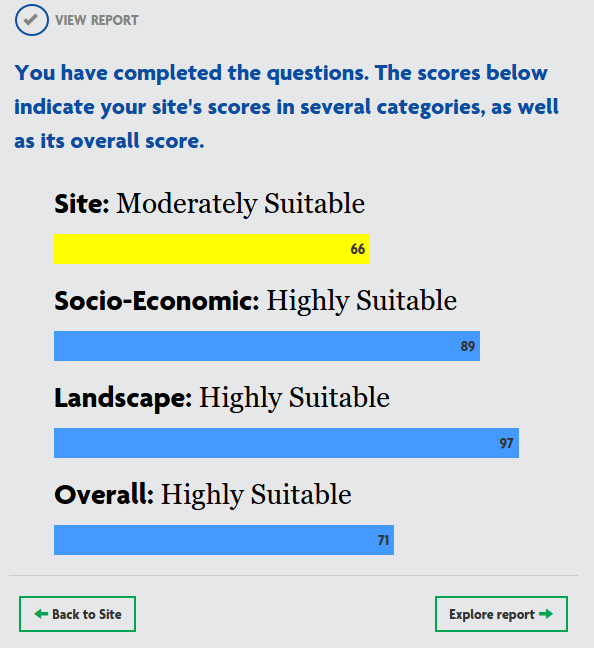 VIEW REPORT
You have completed the questions. The scores below
indicate your site's scores in several categories, as well
as its overall score.
Site: Moderately Suitable
66
Socio-Economic: Highly Suitable
89
Landscape: Highly Suitable
97
Overall: Highly Suitable
71
Back to Site
Explore report